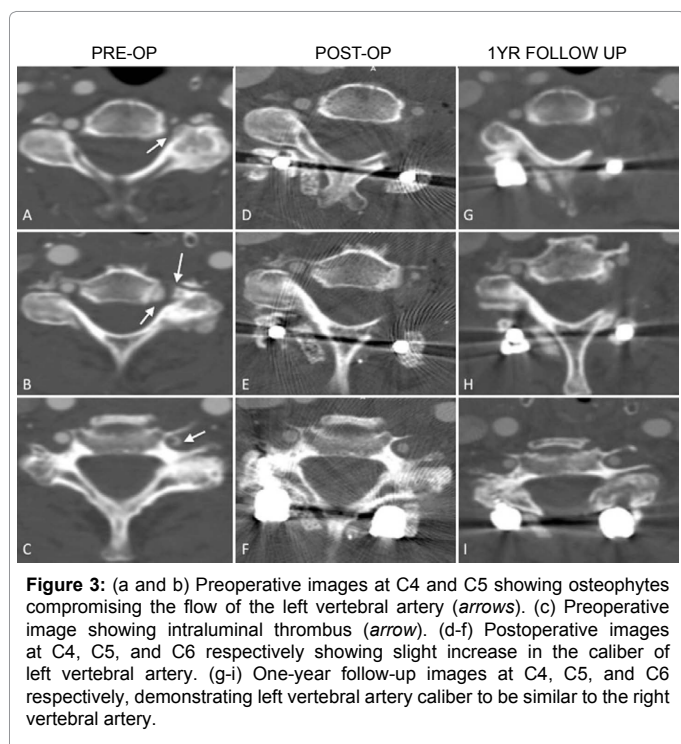 PRE-OP POST-OP 1YR FOLLOW UP
A D G
B E H
C F I
Figure 3: (a and b) Preoperative images at C4 and C5 showing osteophytes
compromising the flow of the left vertebral artery (arrows). (c) Preoperative
image showing intraluminal thrombus (arrow). (d-f) Postoperative images
at C4, C5, and C6 respectively showing slight increase in the caliber of
left vertebral artery. (g-i) One-year follow-up images at C4, C5, and C6
respectively, demonstrating left vertebral artery caliber to be similar to the right
vertebral artery.